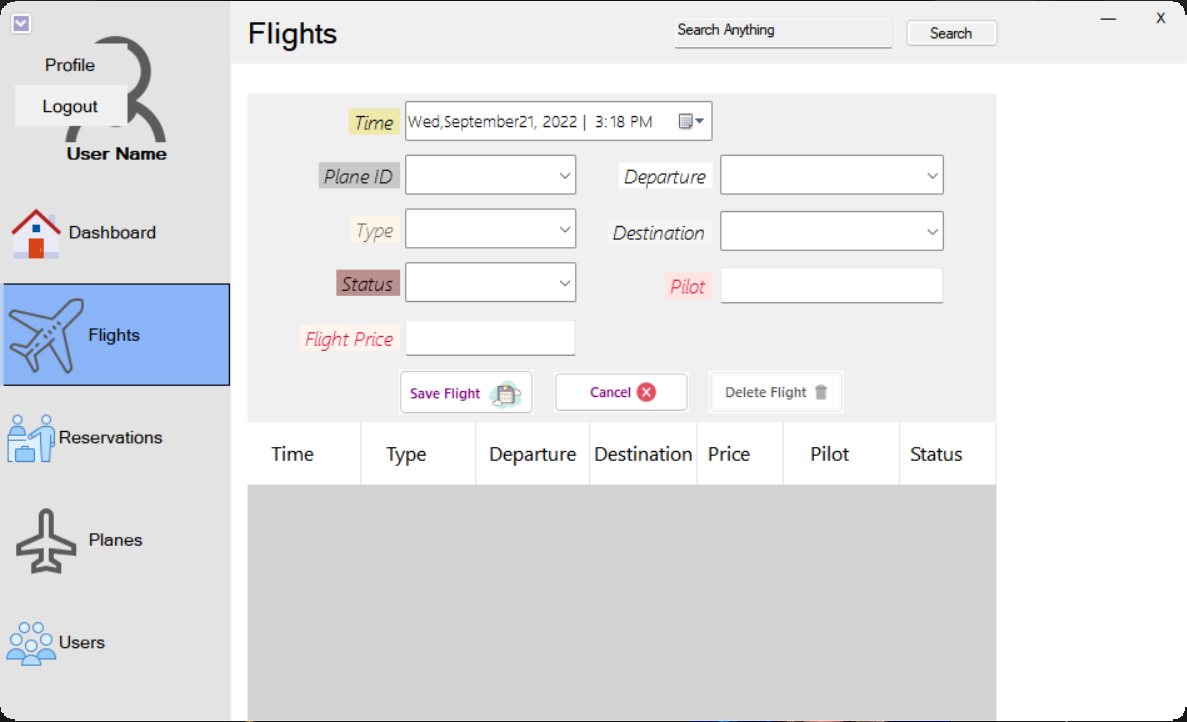 Flights
Search Anything
Search
X
Profile
Logout
User Name
Dashboard
Flights
Reservations
Planes
Users
Time
Wed,September21, 2022 | 3:18 PM
Plane ID
Departure
Type
Destination
Status
Pilot
Flight Price
Save Flight
Cancel
Delete Flight
Time Type Departure Destination Price Pilot Status